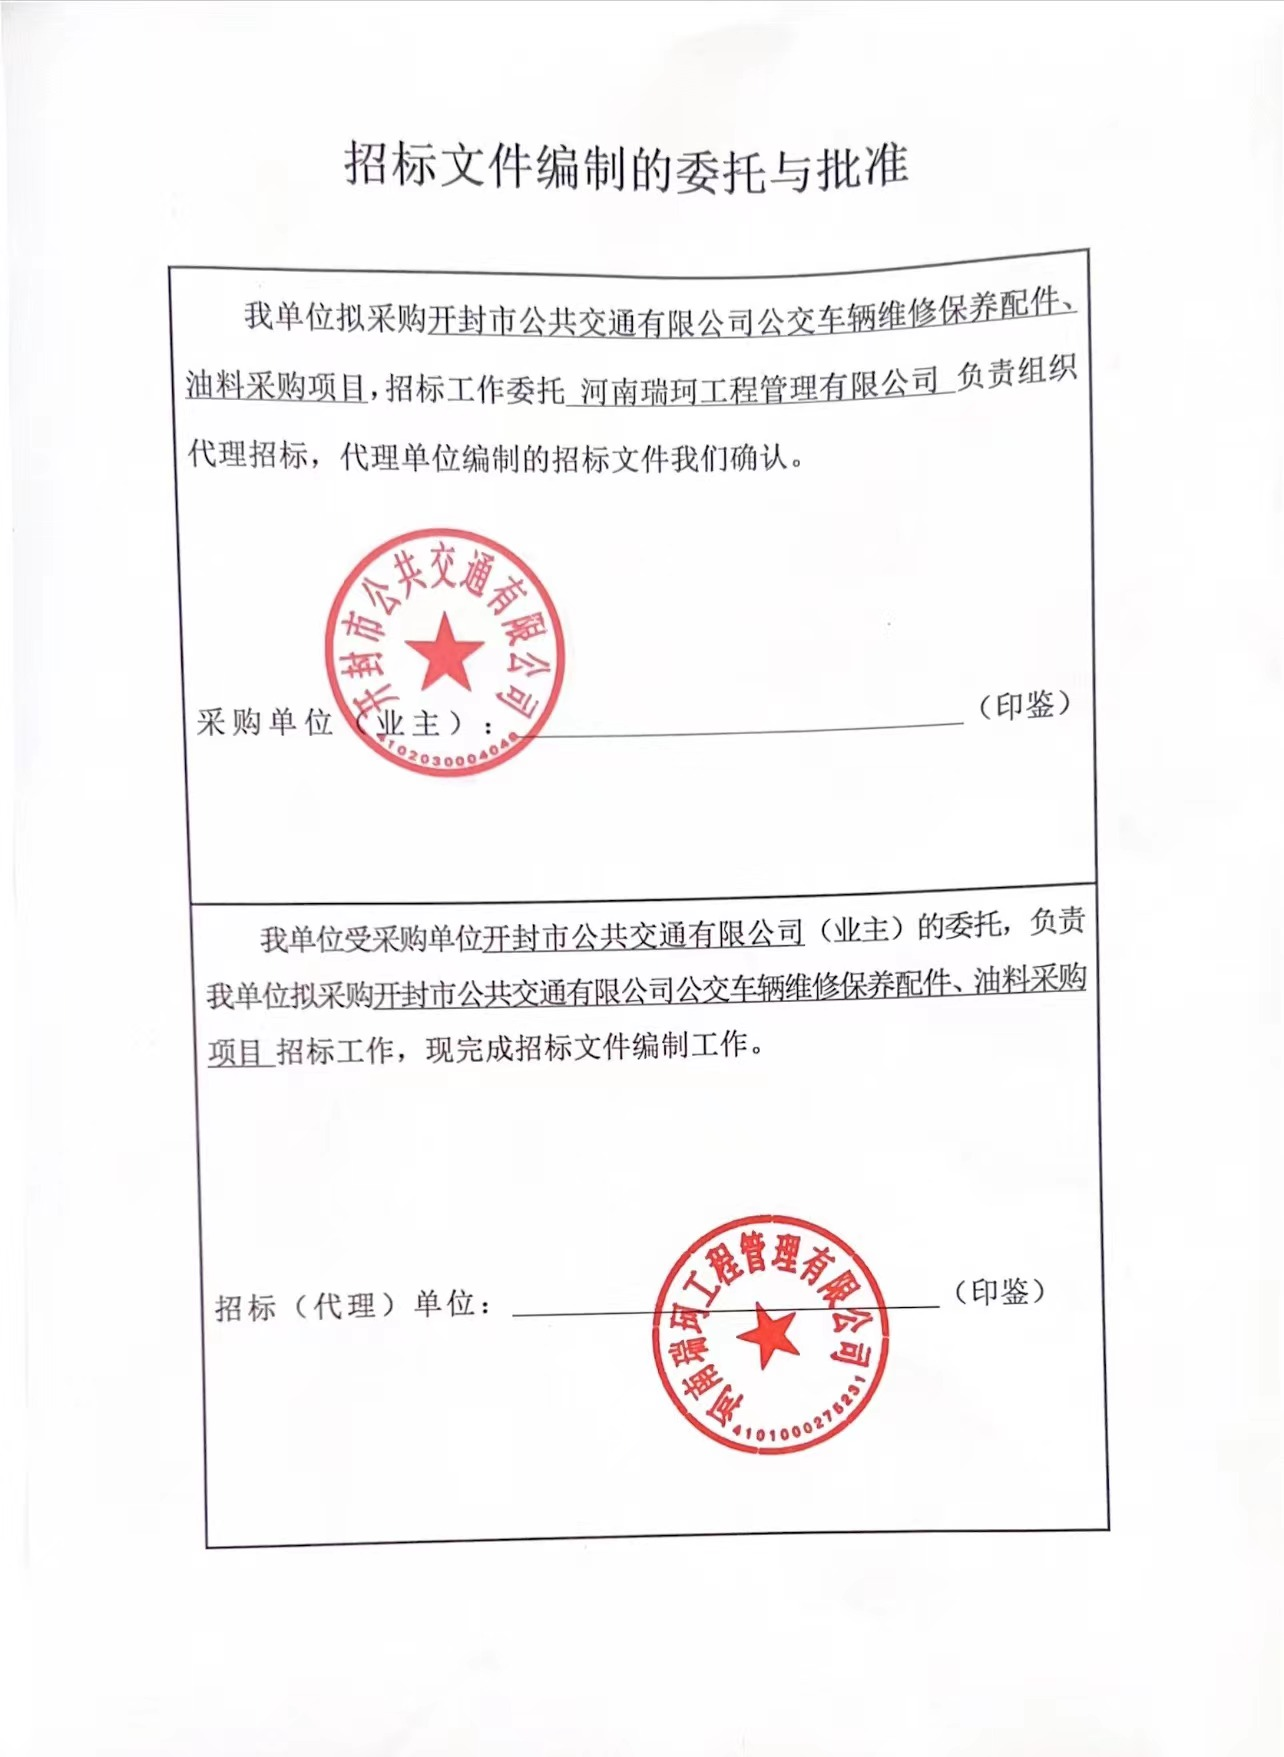 招标文件编制的委托与批准
我单位拟采购开封市公共交通有限公司公交车辆维修保养配件、
油料采购项目,招标工作委托 河南瑞珂工程管理有限公司 负责组织
代理招标，代理单位编制的招标文件我们确认。
开封市公共交通有限公司
采购单位（业主）：（印鉴）
4102030004040
我单位受采购单位开封市公共交通有限公司（业主）的委托，负责
我单位拟采购开封市公共交通有限公司公交车辆维修保养配件、油料采购
项目 招标工作，现完成招标文件编制工作。
河南瑞珂工程管理有限公司
招标（代理）单位：（印鉴）
4101000275231